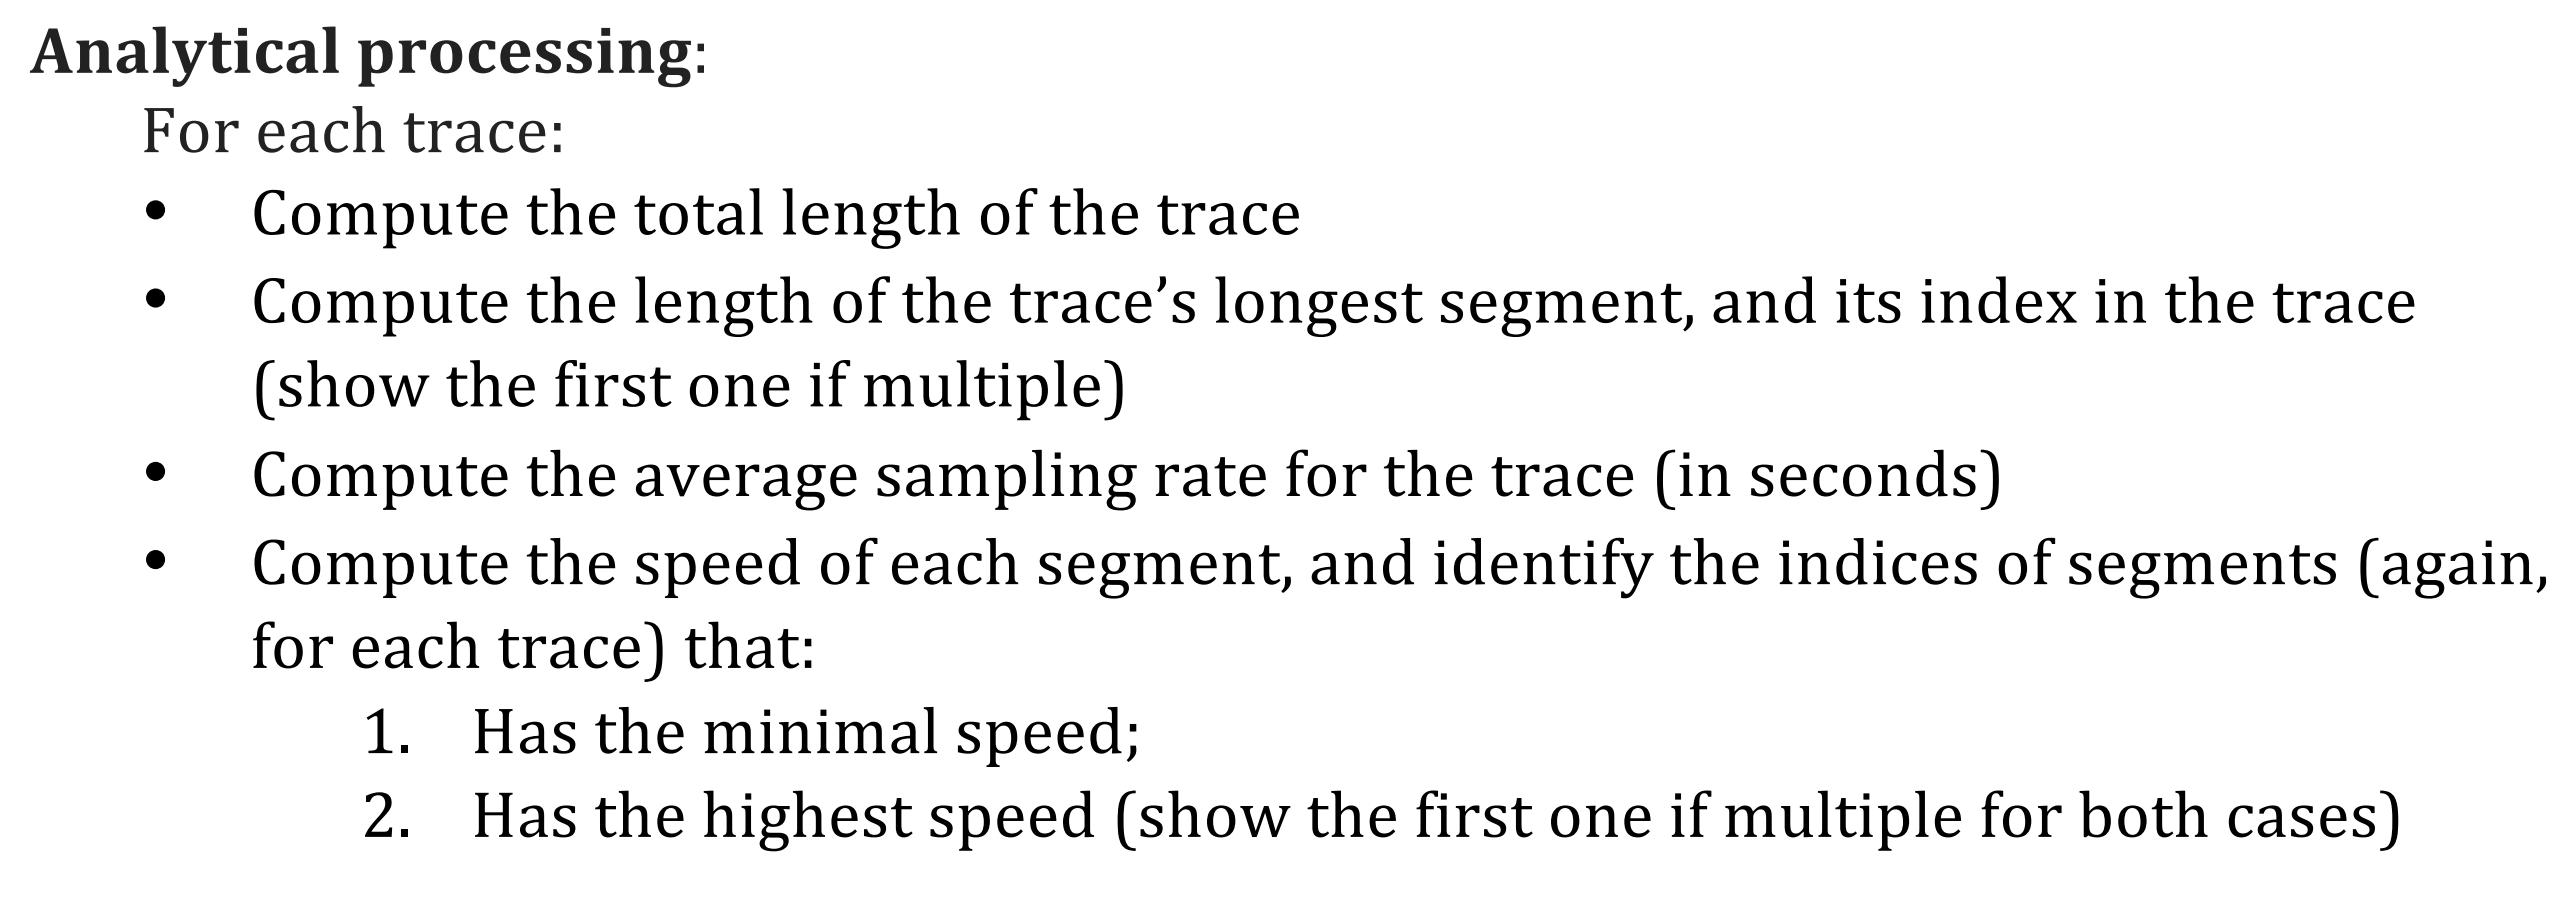 Analytical processing:
For each trace:
• Compute the total length of the trace
• Compute the length of the trace’s longest segment, and its index in the trace
(show the first one if multiple)
• Compute the average sampling rate for the trace (in seconds)
• Compute the speed of each segment, and identify the indices of segments (again,
for each trace) that:
1. Has the minimal speed;
2. Has the highest speed (show the first one if multiple for both cases)